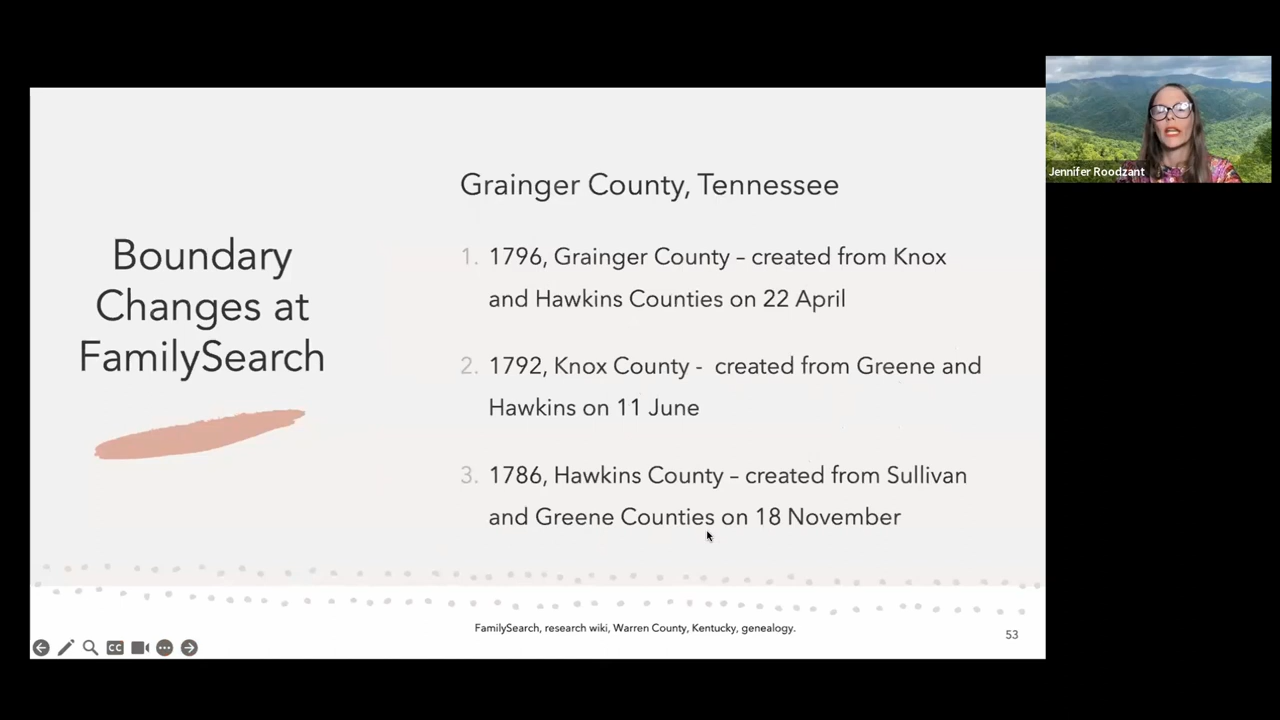 Boundary
Changes at
FamilySearch
Grainger County, Tennessee
1. 1796, Grainger County – created from Knox
and Hawkins Counties on 22 April
2. 1792, Knox County -  created from Greene and
Hawkins on 11 June
3. 1786, Hawkins County – created from Sullivan
and Greene Counties on 18 November
FamilySearch, research wiki, Warren County, Kentucky, genealogy.
53
CC
Jennifer Roodzant